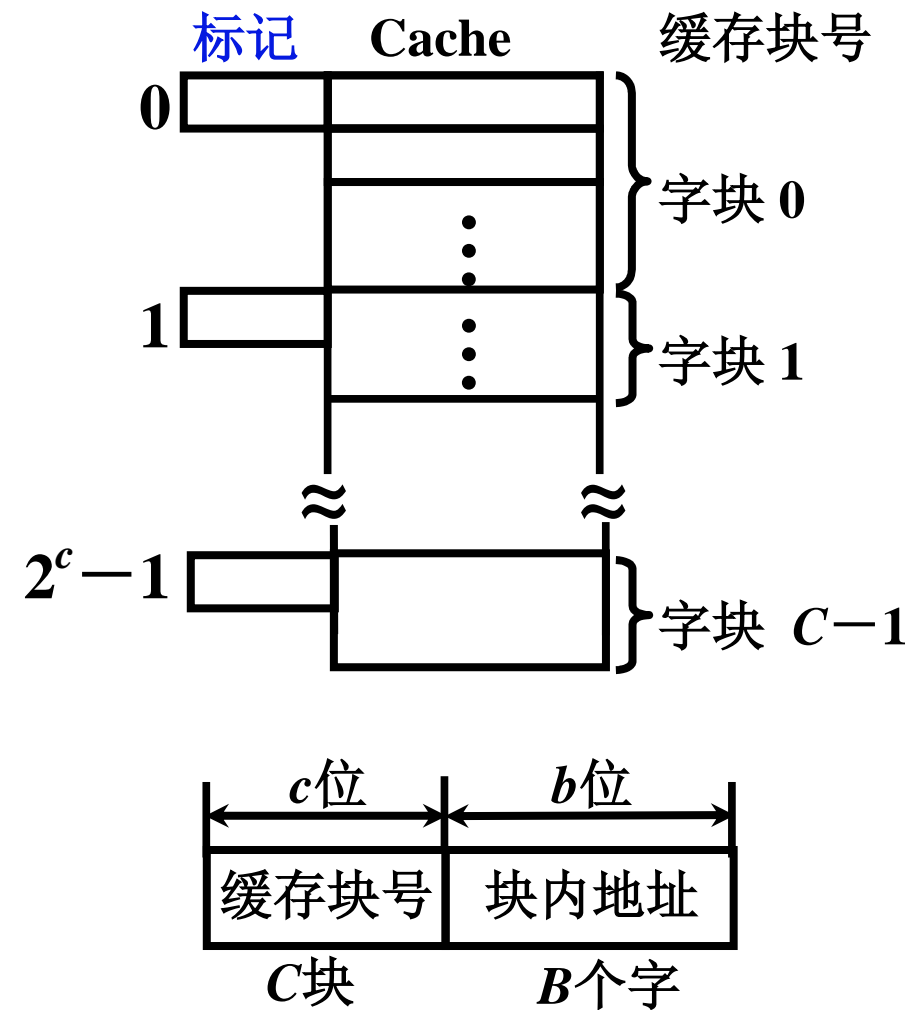 标记 Cache 缓存块号
0
字块 0
1
字块 1
2^c－1
字块 C－1
c位 b位
缓存块号 块内地址
C块 B个字